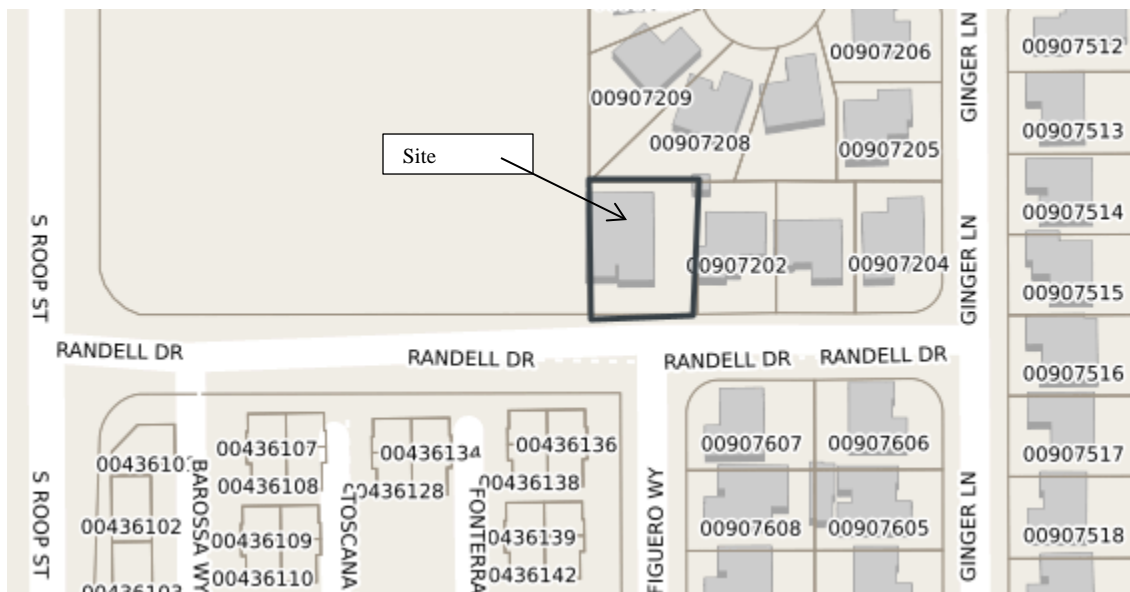 00907206
00907512
GINGER LN
00907209
00907208
00907205
00907513
Site
00907514
S ROOP ST
00907202
00907204
GINGER LN
00907515
RANDELL DR
RANDELL DR
RANDELL DR
RANDELL DR
00907516
00436107
00436134
00436136
00907607
00907606
00907517
00436108
00436128
00436138
S ROOP ST
BAROSSA WY
TOSCANA
FONTERRA
FIGUERO WY
GINGER LN
00436102
00436109
00436139
00907608
00907605
00907518
00436110
00436142
00436103